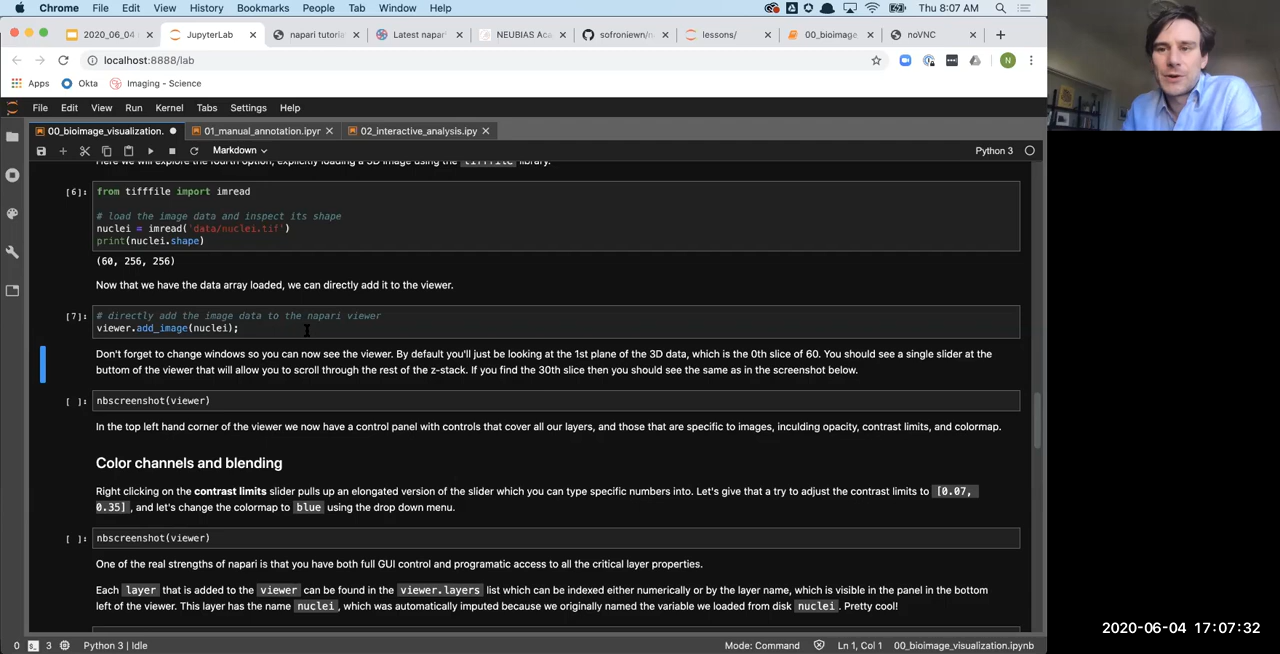 Chrome File Edit View History Bookmarks People Tab Window Help Thu 8:07 AM
2020_06_04 JupyterLab napari tutoria Latest napari NEUBIAS Aca sofroniewn/n lessons/ 00_bioimage noVNC
localhost:8888/lab
N
Apps Okta Imaging - Science
File Edit View Run Kernel Tabs Settings Help
00_bioimage_visualization. 01_manual_annotation.ipyr 02_interactive_analysis.ipy
Markdown Python 3
Here we will explore the fourth option, explicitly loading a 3D image using the tifffile library.
[6]: from tifffile import imread
# load the image data and inspect its shape
nuclei = imread('data/nuclei.tif')
print(nuclei.shape)
(60, 256, 256)
Now that we have the data array loaded, we can directly add it to the viewer.
[7]: # directly add the image data to the napari viewer
viewer.add_image(nuclei);
Don't forget to change windows so you can now see the viewer. By default you'll just be looking at the 1st plane of the 3D data, which is the 0th slice of 60. You should see a single slider at the
buttom of the viewer that will allow you to scroll through the rest of the z-stack. If you find the 30th slice then you should see the same as in the screenshot below.
[ ]: nbscreenshot(viewer)
In the top left hand corner of the viewer we now have a control panel with controls that cover all our layers, and those that are specific to images, inculding opacity, contrast limits, and colormap.
Color channels and blending
Right clicking on the contrast limits slider pulls up an elongated version of the slider which you can type specific numbers into. Let's give that a try to adjust the contrast limits to [0.07,
0.35], and let's change the colormap to blue using the drop down menu.
[ ]: nbscreenshot(viewer)
One of the real strengths of napari is that you have both full GUI control and programatic access to all the critical layer properties.
Each layer that is added to the viewer can be found in the viewer.layers list which can be indexed either numerically or by the layer name, which is visible in the panel in the bottom
left of the viewer. This layer has the name nuclei, which was automatically imputed because we originally named the variable we loaded from disk nuclei. Pretty cool!
2020-06-04 17:07:32
0 3 Python 3 | Idle Mode: Command Ln 1, Col 1 00_bioimage_visualization.ipynb